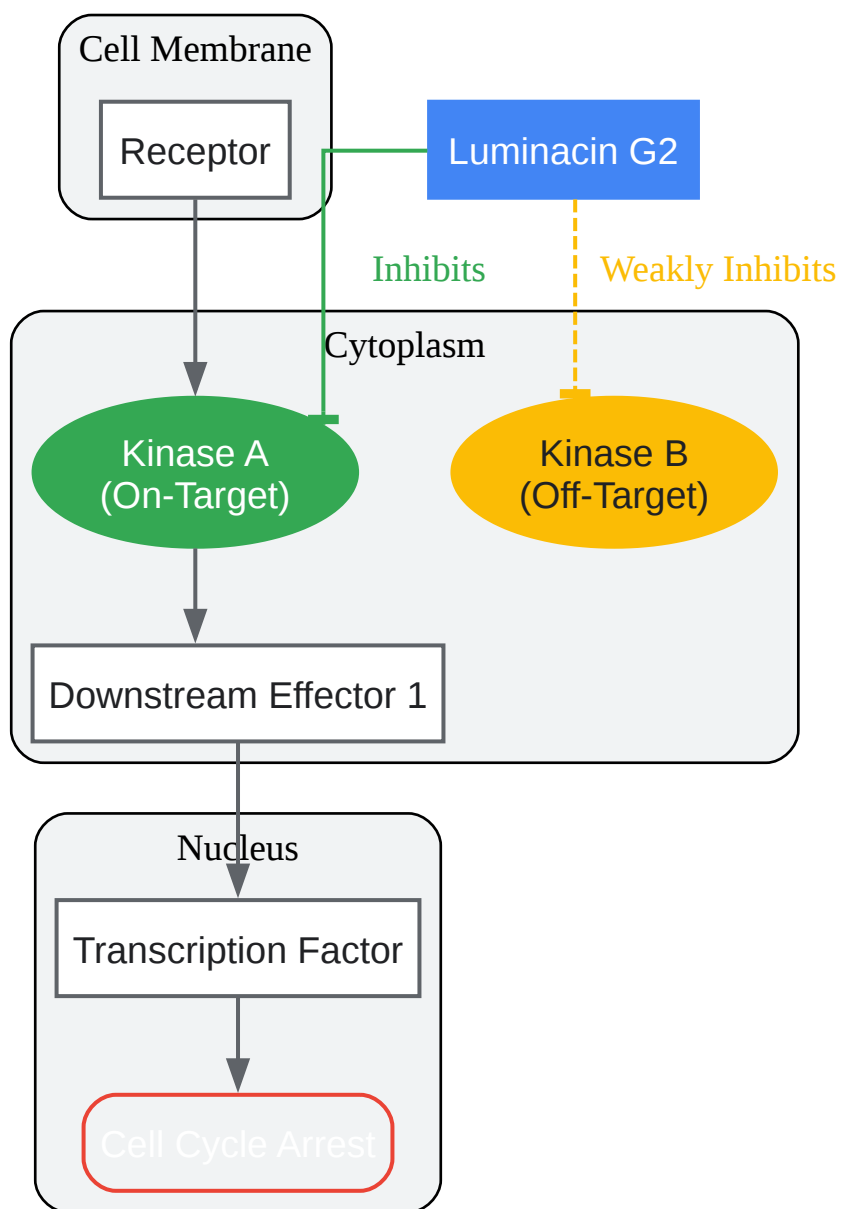 Cell Membrane
Receptor
Luminacin G2
Inhibits
Weakly Inhibits
Cytoplasm
Kinase A
(On-Target)
Kinase B
(Off-Target)
Downstream Effector 1
Nucleus
Transcription Factor
Cell Cycle Arrest